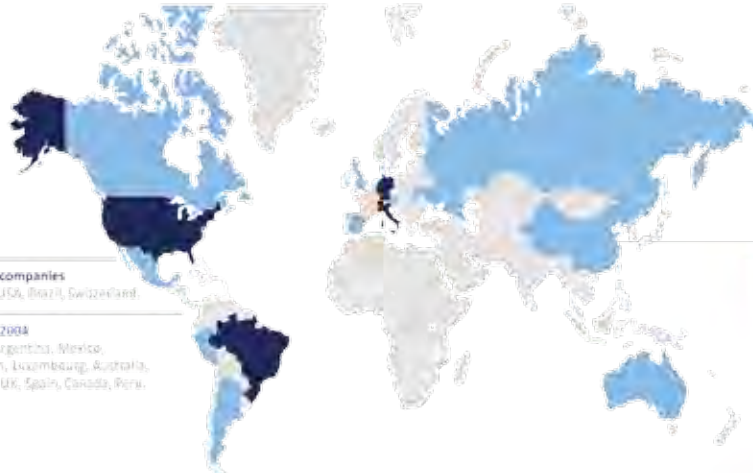 companies
USA, Brazil, Switzerland.
2004
Argentina, Mexico,
Luxembourg, Australia,
UK, Spain, Canada, Peru.